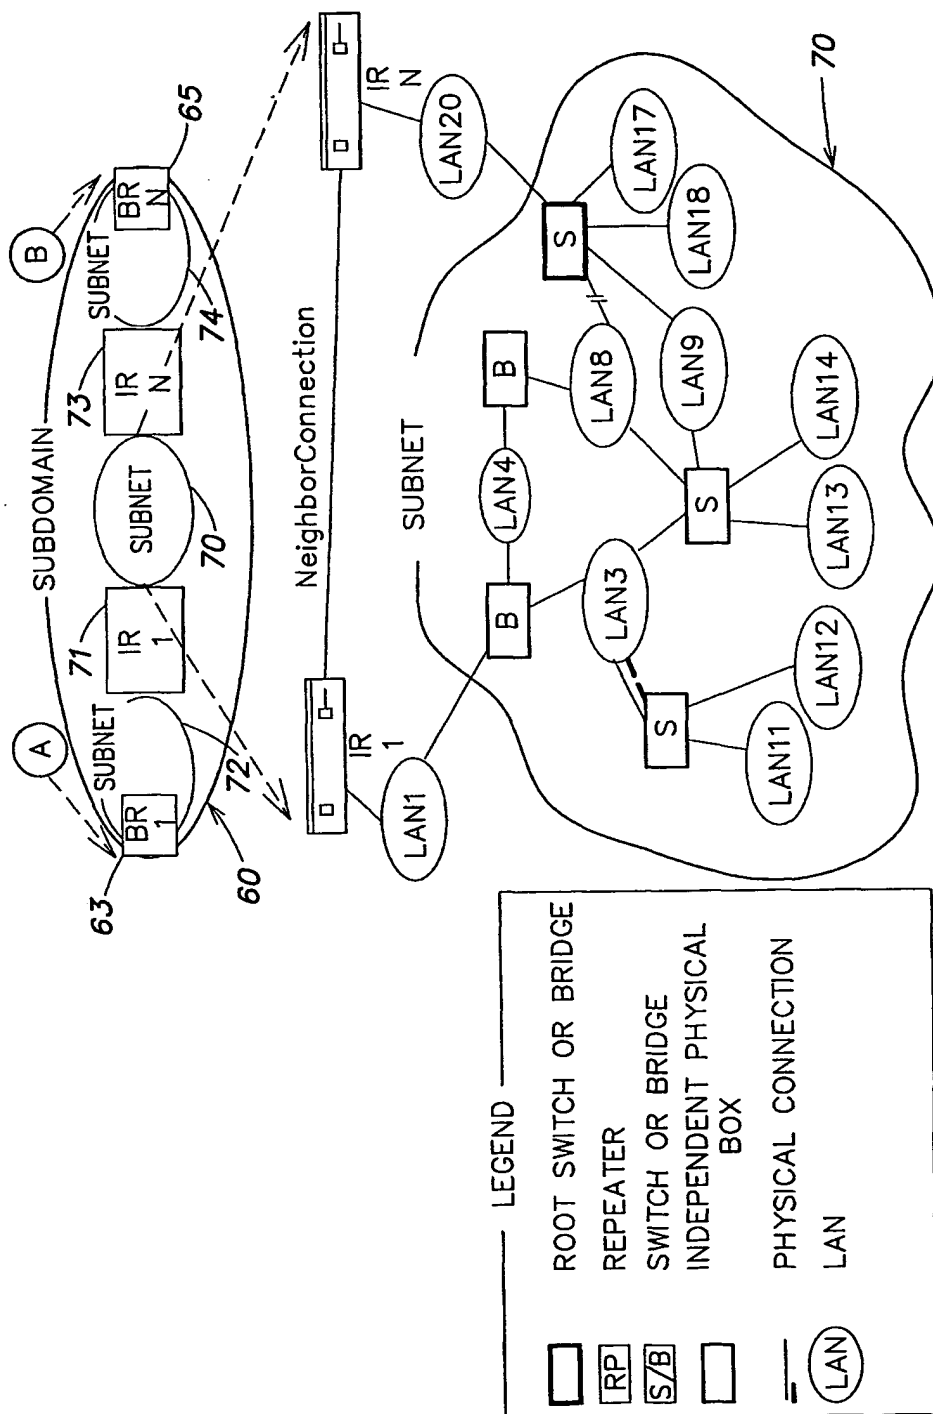 A
B
SUBDOMAIN
63
BR
1
SUBNET
71
IR
1
SUBNET
73
IR
N
SUBNET
BR
N
65
60
72
70
74
NeighborConnection
IR
1
IR
N
LAN1
LAN20
SUBNET
B
LAN4
B
S
LAN17
LAN18
LAN3
LAN8
LAN9
S
S
LAN11
LAN12
LAN13
LAN14
70
LEGEND
ROOT SWITCH OR BRIDGE
RP
REPEATER
S/B
SWITCH OR BRIDGE
INDEPENDENT PHYSICAL
BOX
PHYSICAL CONNECTION
LAN
LAN